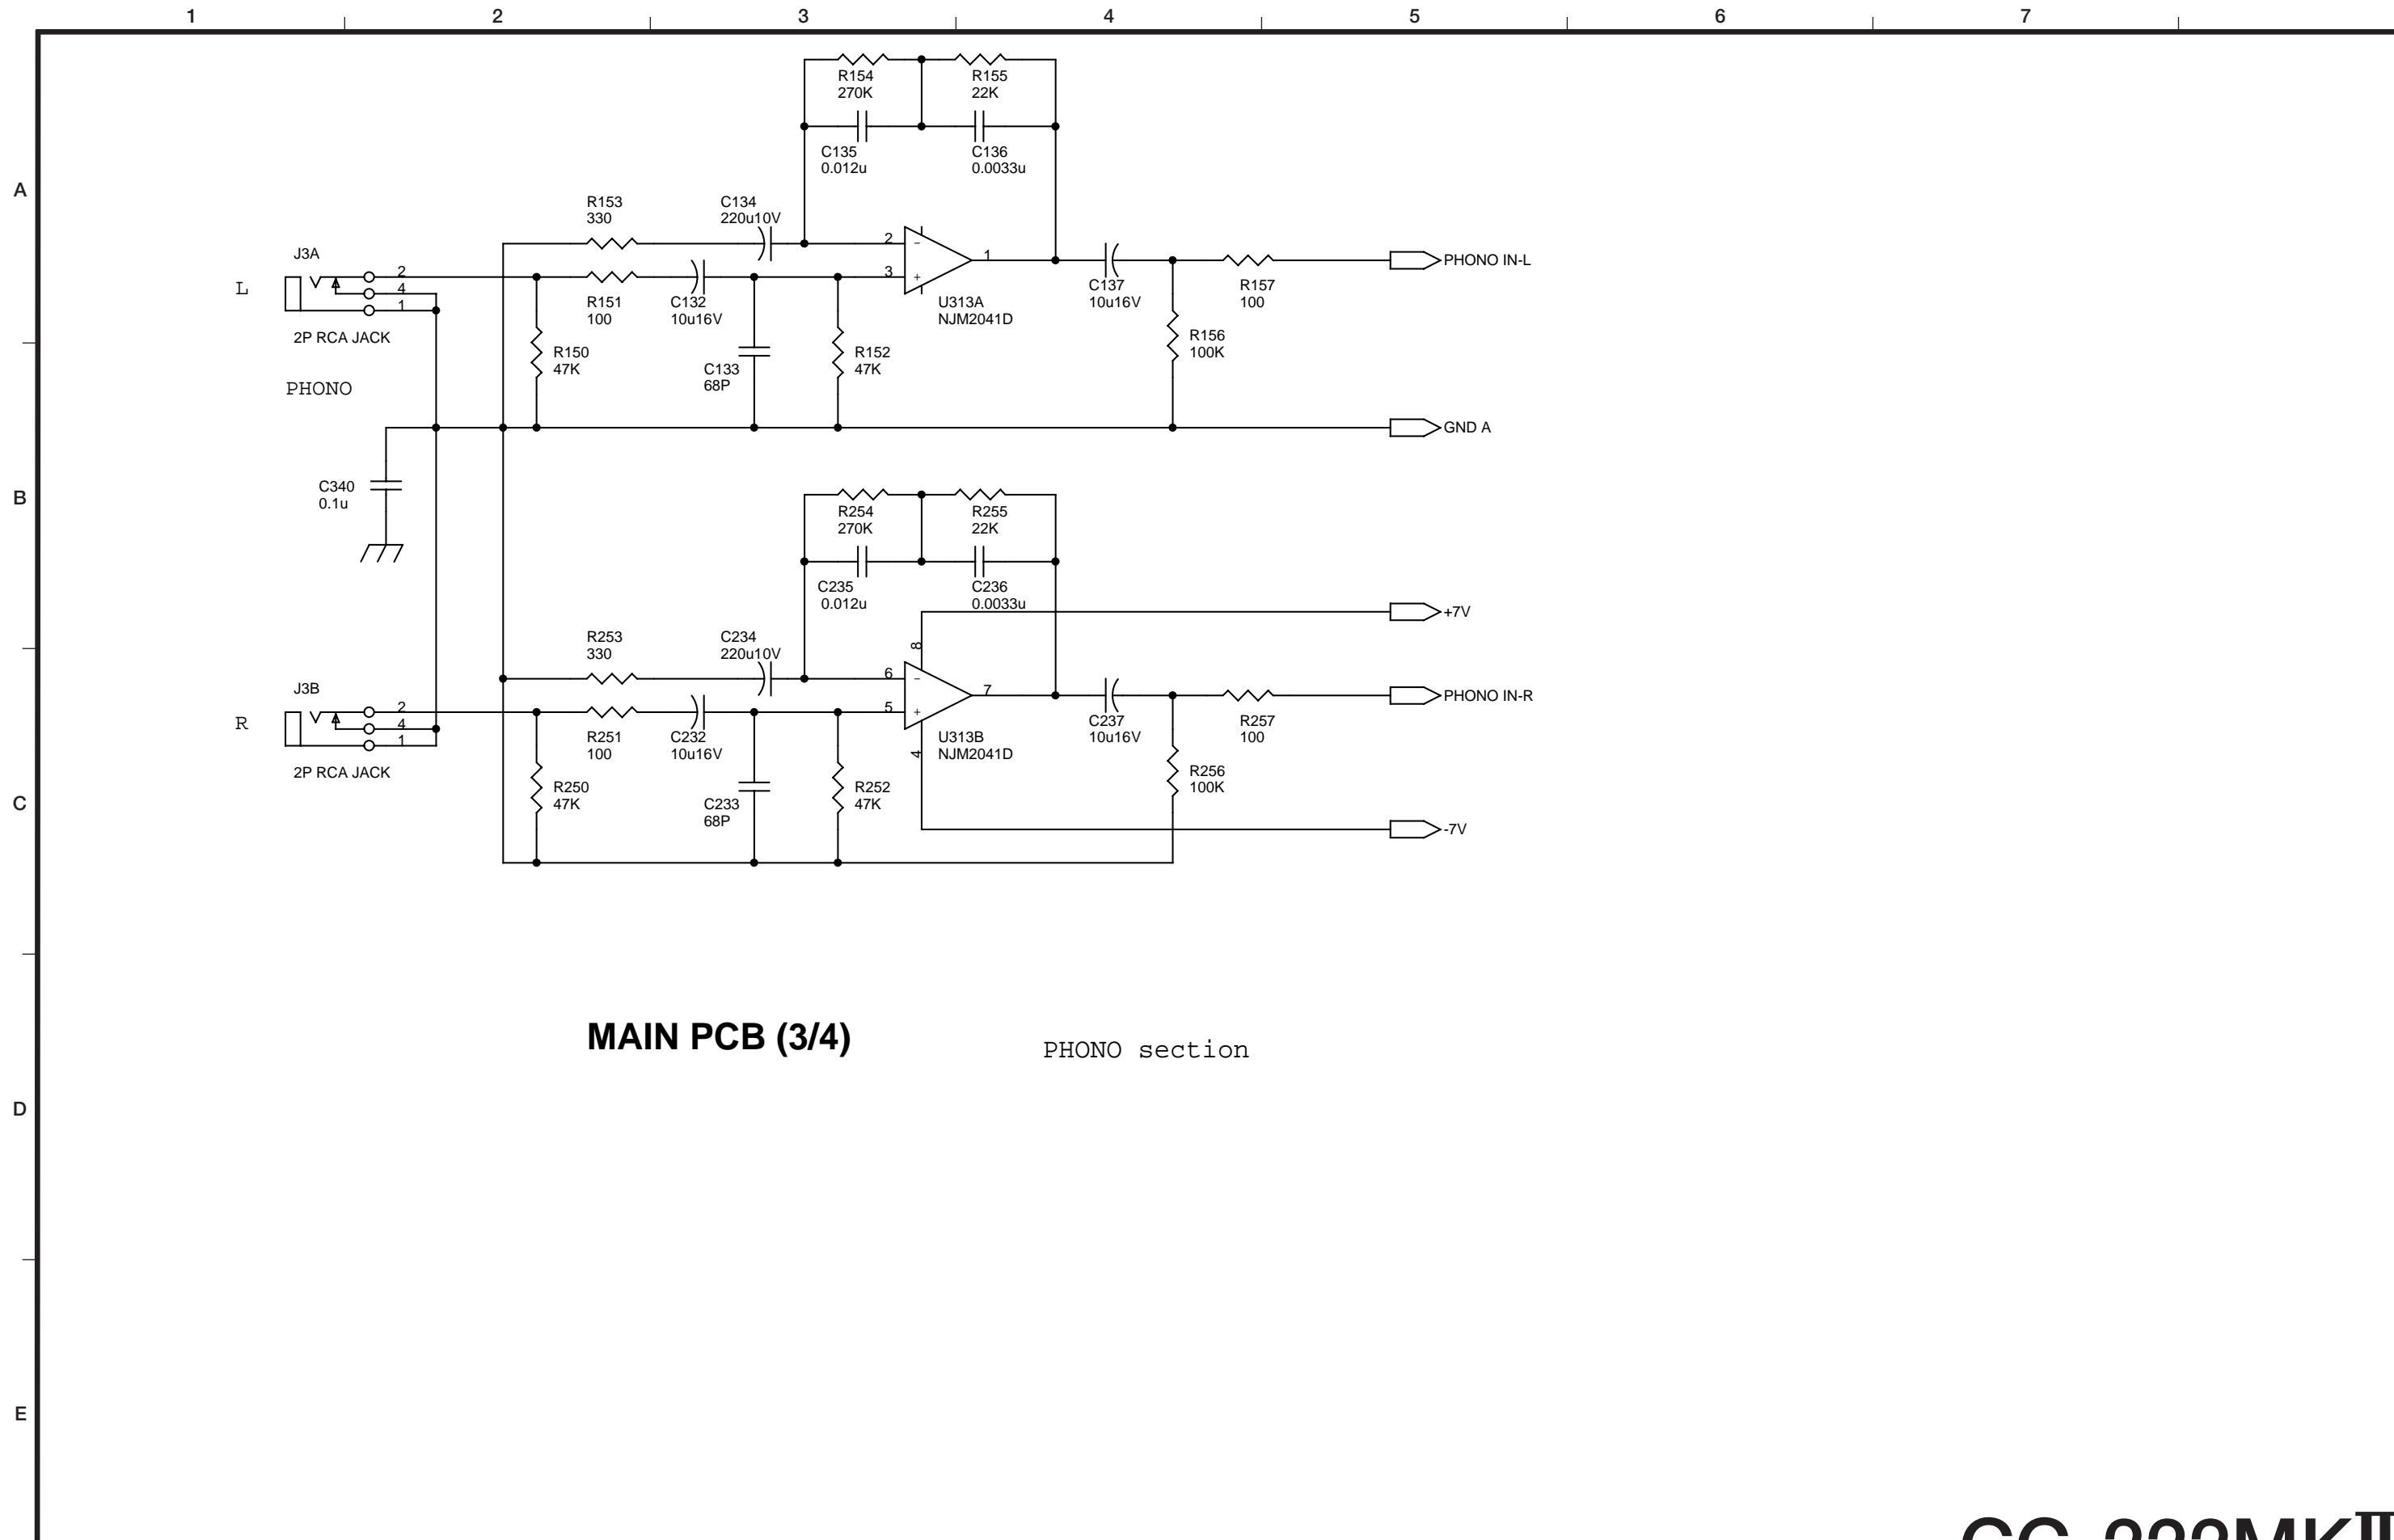 1 2 3 4 5 6 7
R154
270K
R155
22K
C135
0.012u
C136
0.0033u
A
R153
330
C134
220u10V
J3A
2
−
L
2
4
1
3
+
1
PHONO IN-L
R151
100
C132
10u16V
U313A
NJM2041D
C137
10u16V
R157
100
2P RCA JACK
R150
47K
C133
68P
R152
47K
R156
100K
PHONO
GND A
B
C340
0.1u
R254
270K
R255
22K
C235
0.012u
C236
0.0033u
+7V
R253
330
C234
220u10V
8
J3B
6
−
R
2
4
1
5
+
7
PHONO IN-R
R251
100
C232
10u16V
U313B
NJM2041D
4
C237
10u16V
R257
100
2P RCA JACK
C
R250
47K
C233
68P
R252
47K
R256
100K
-7V
MAIN PCB (3/4)
PHONO section
D
E